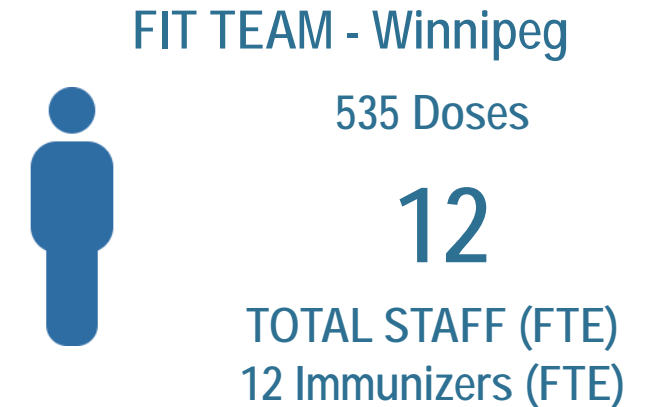 FIT TEAM - Winnipeg
535 Doses
12
TOTAL STAFF (FTE)
12 Immunizers (FTE)